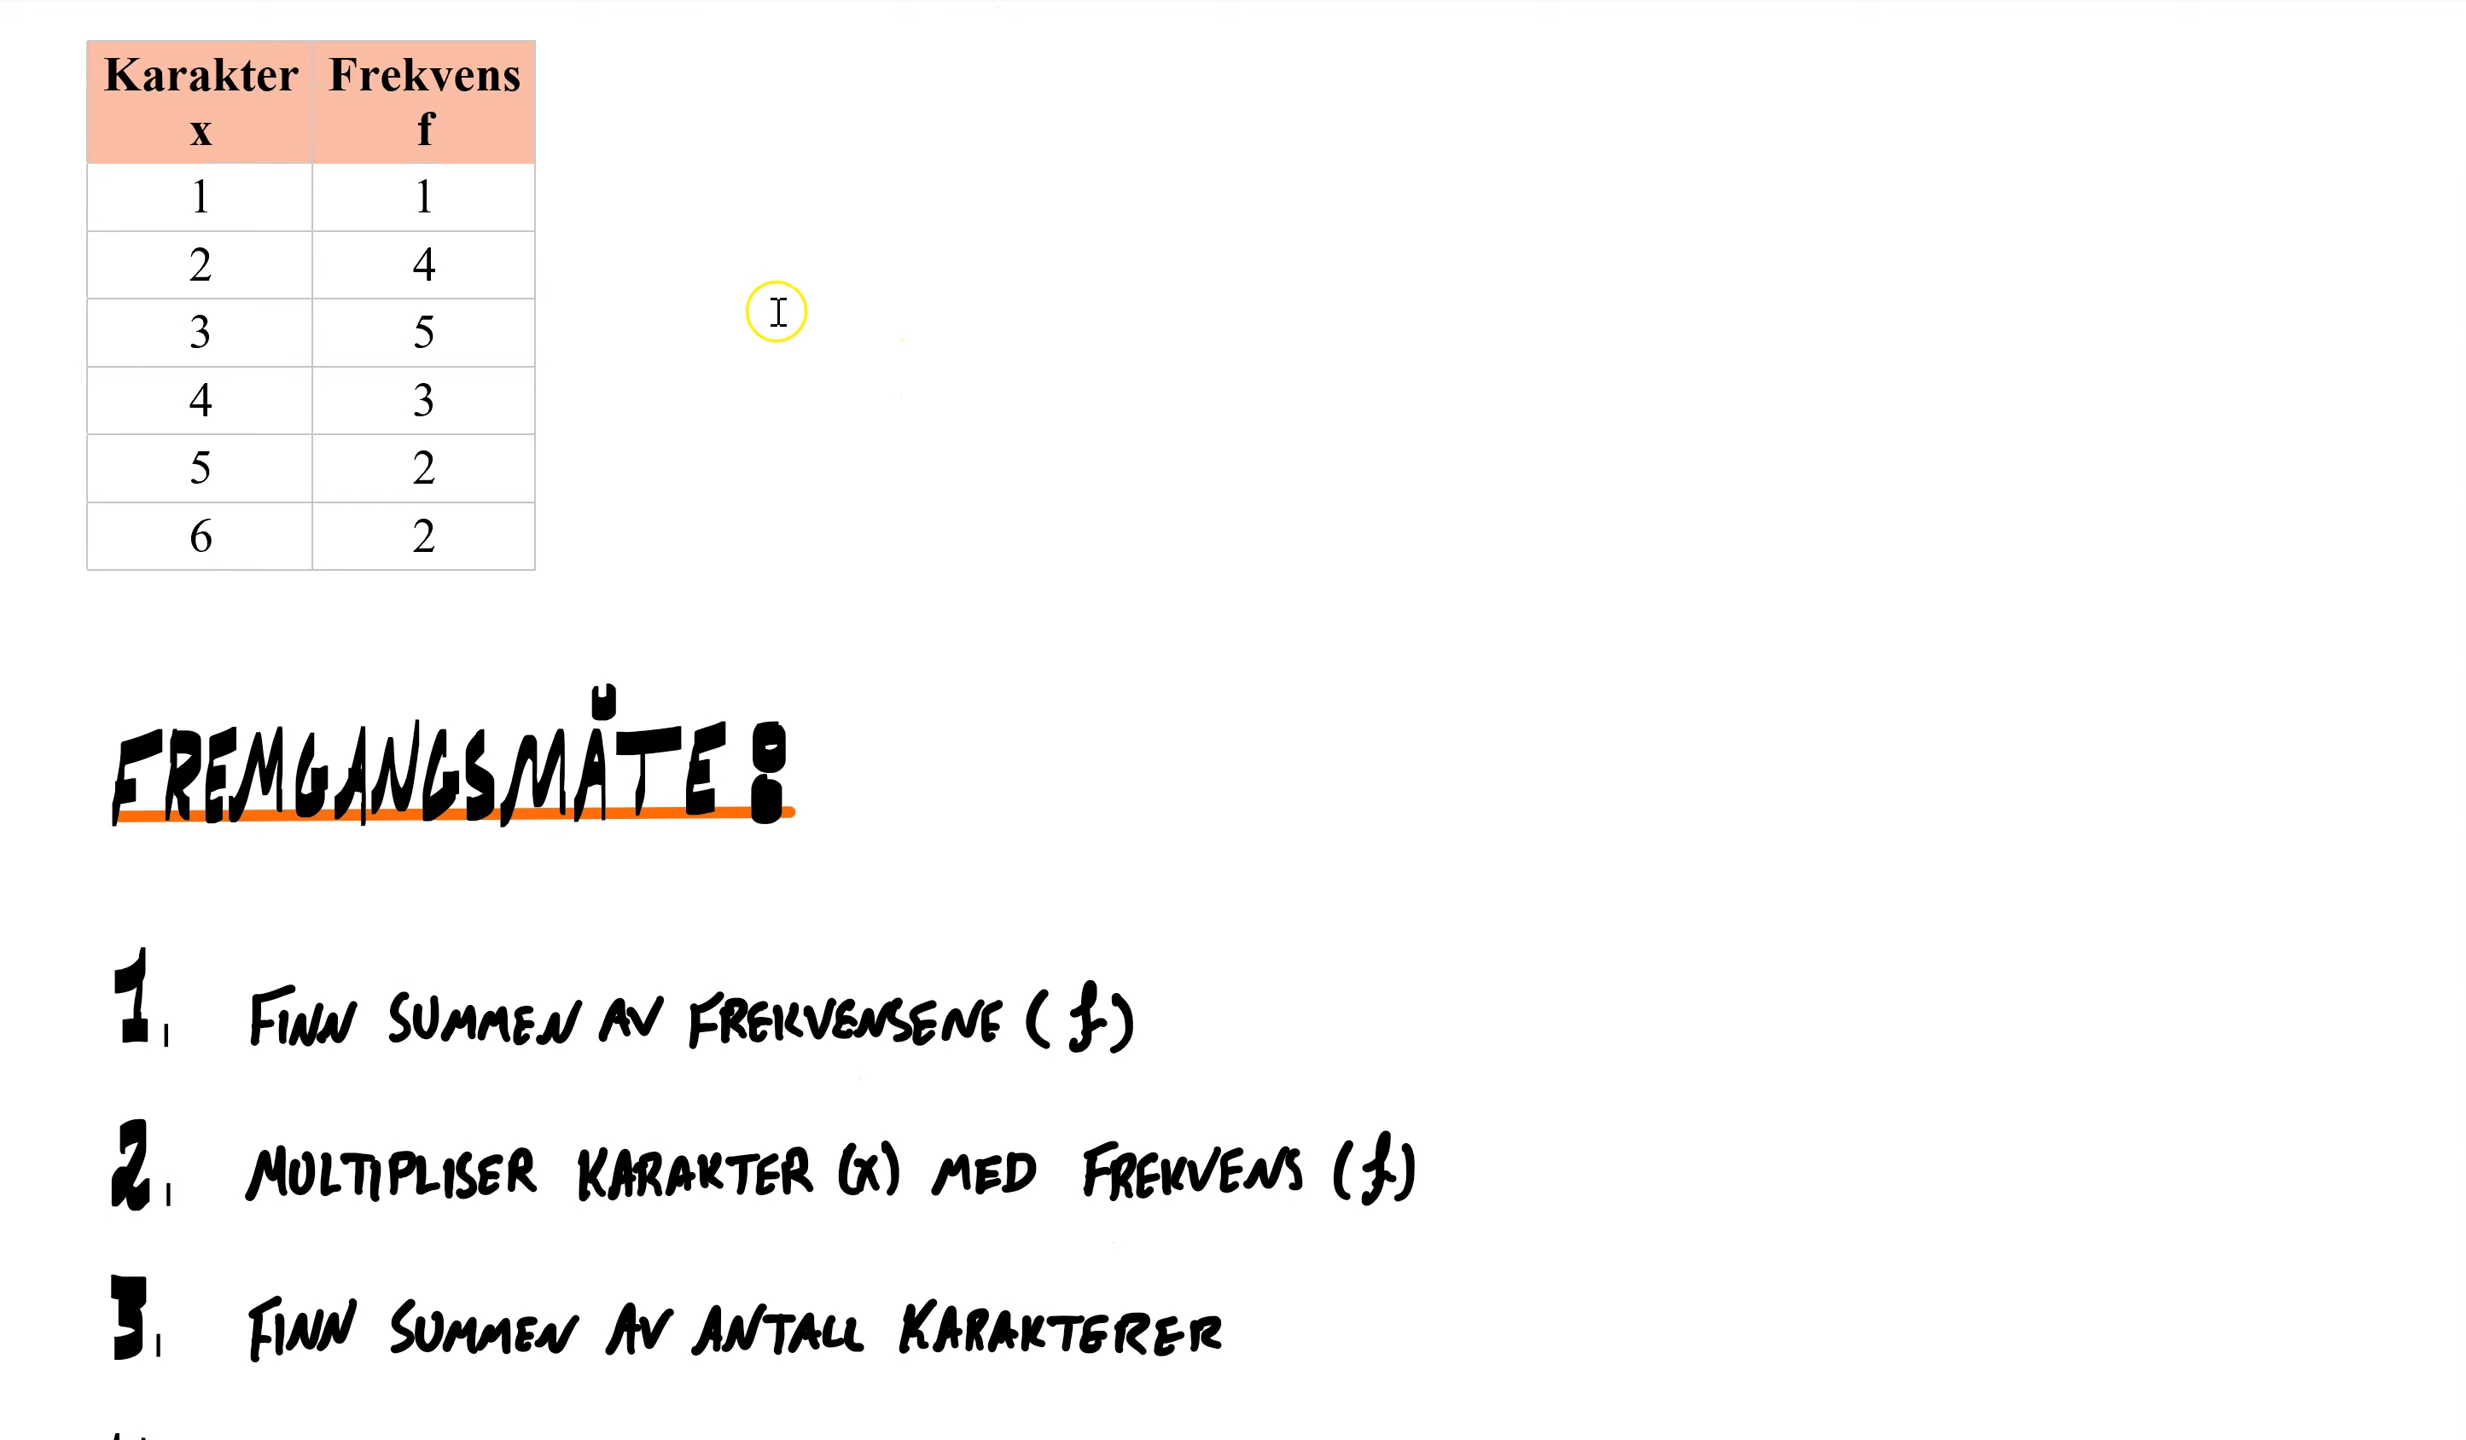 Karakter Frekvens
x f
1 1
2 4
3 5
4 3
5 2
6 2
FREMGANGSMÅTE:
1. FINN SUMMEN AV FREKVENSENE (f)
2. MULTIPLISER KARAKTER (x) MED FREKVENS (f)
3. FINN SUMMEN AV ANTALL KARAKTERER